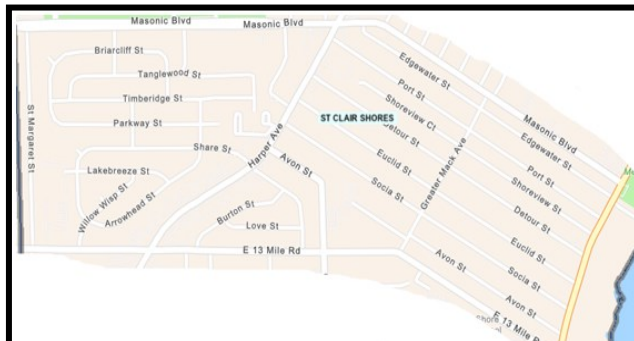 Masonic Blvd
Masonic Blvd
Briarcliff St
Edgewater St
Tanglewood St
Port St
Timberidge St
Shoreview Ct
Masonic Blvd
ST CLAIR SHORES
Parkway St
Detour St
Edgewater St
St Margaret St
Harper Ave
Share St
Avon St
Euclid St
Port St
Greater Mack Ave
Lakebreeze St
Shoreview St
Willow Wisp St
Arrowhead St
Socia St
Detour St
Burton St
Love St
Euclid St
E 13 Mile Rd
Avon St
Socia St
Avon St
E 13 Mile R